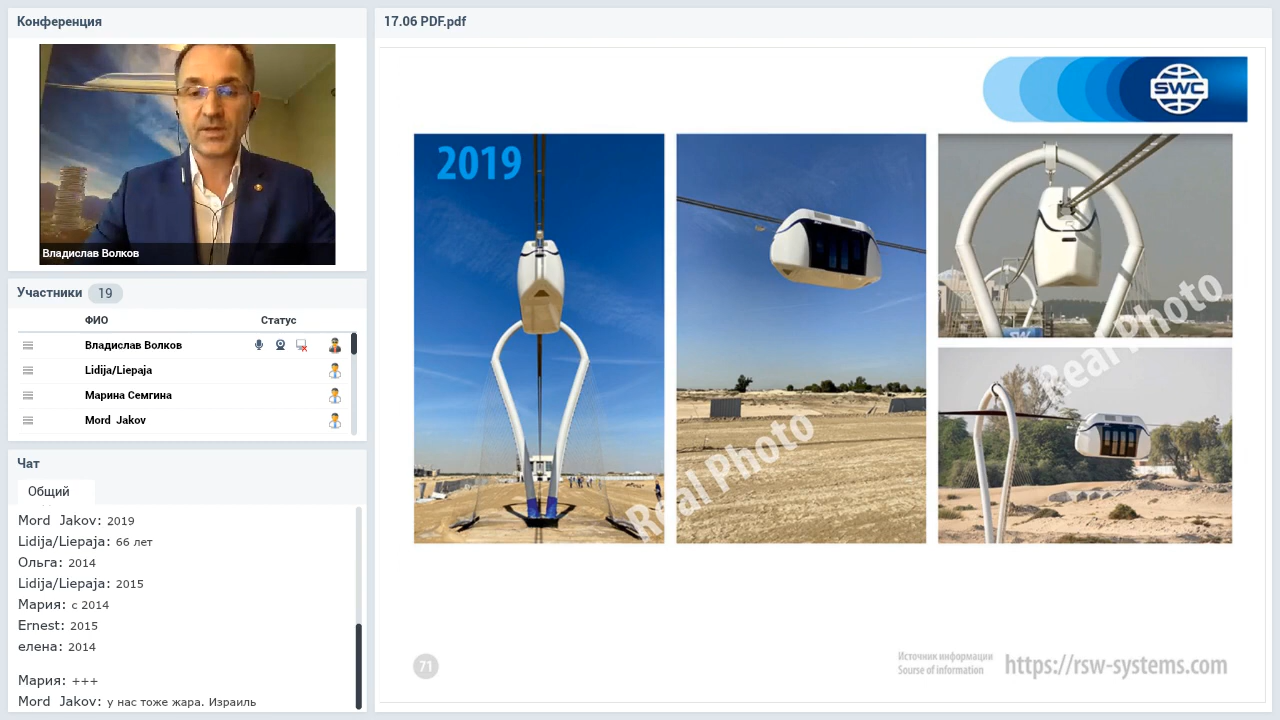 Конференция
Владислав Волков
Участники 19
ФИО Статус
Владислав Волков
Lidija/Liepaja
Марина Семгина
Mord Jakov
Чат
Общий
Mord Jakov: 2019
Lidija/Liepaja: 66 лет
Ольга: 2014
Lidija/Liepaja: 2015
Мария: с 2014
Ernest: 2015
елена: 2014
Мария: +++
Mord Jakov: у нас тоже жара. Израиль
17.06 PDF.pdf
SWC
2019
Real Photo
Real Photo
71
Источник информации
Sourse of information
https://rsw-systems.com